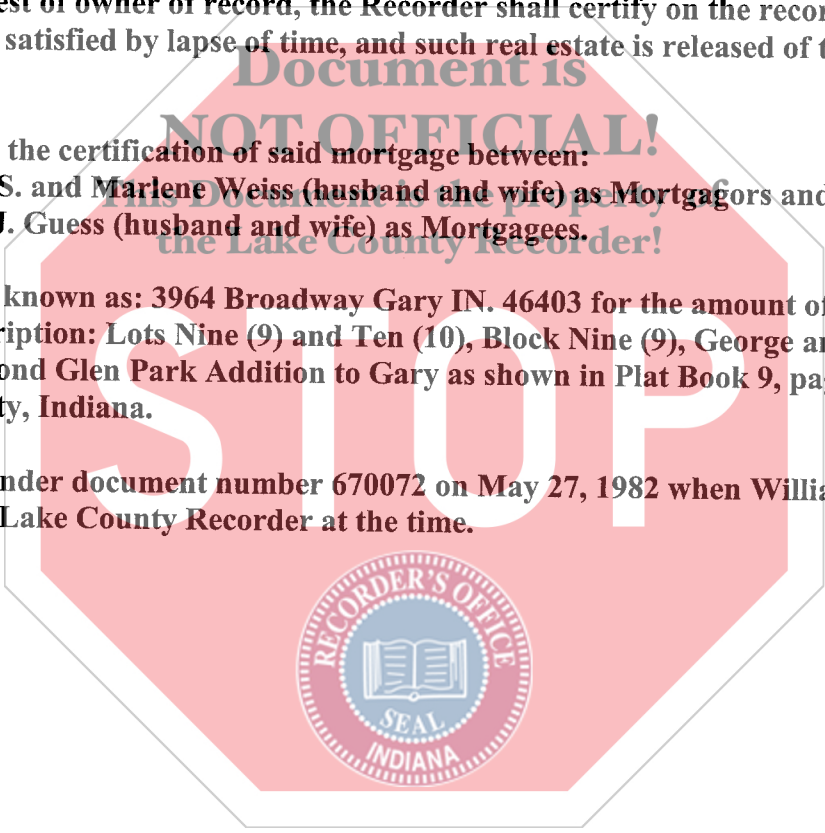 est of owner of record, the Recorder shall certify on the recor
satisfied by lapse of time, and such real estate is released of t
Document is
NOT OFFICIAL!
the certification of said mortgage between:
This Document is the property of
S. and Marlene Weiss (husband and wife) as Mortgagors and
the Lake County Recorder!
J. Guess (husband and wife) as Mortgagees.
known as: 3964 Broadway Gary IN. 46403 for the amount of
ription: Lots Nine (9) and Ten (10), Block Nine (9), George an
ond Glen Park Addition to Gary as shown in Plat Book 9, pag
ty, Indiana.
STOP
nder document number 670072 on May 27, 1982 when Willia
Lake County Recorder at the time.
RECORDER'S OFFICE
SEAL
INDIANA